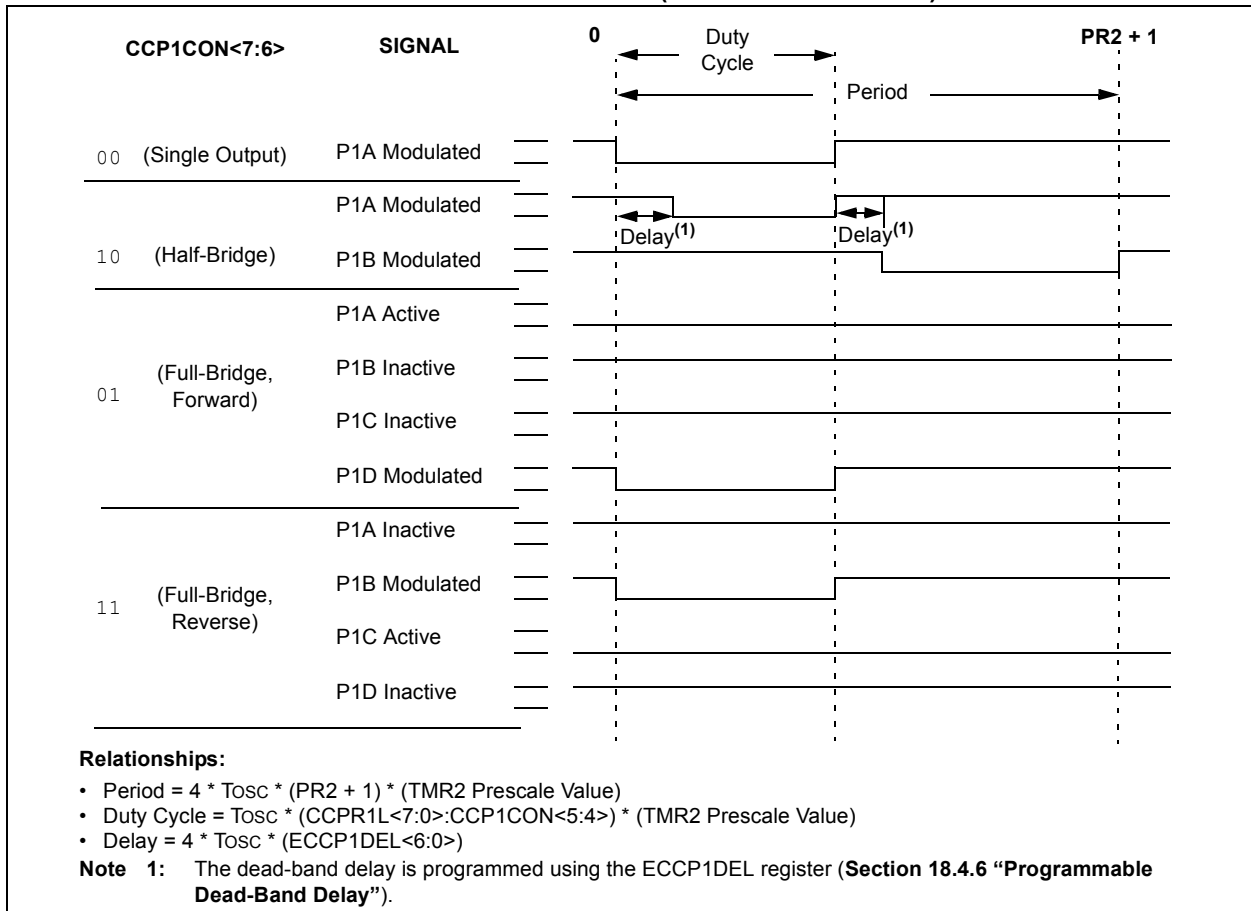 CCP1CON<7:6> SIGNAL 0 Duty Cycle PR2 + 1
Period
00 (Single Output) P1A Modulated
P1A Modulated
Delay(1) Delay(1)
10 (Half-Bridge) P1B Modulated
P1A Active
P1B Inactive
01 (Full-Bridge, Forward)
P1C Inactive
P1D Modulated
P1A Inactive
P1B Modulated
11 (Full-Bridge, Reverse)
P1C Active
P1D Inactive
Relationships:
• Period = 4 * TOSC * (PR2 + 1) * (TMR2 Prescale Value)
• Duty Cycle = TOSC * (CCPR1L<7:0>:CCP1CON<5:4>) * (TMR2 Prescale Value)
• Delay = 4 * TOSC * (ECCP1DEL<6:0>)
Note 1: The dead-band delay is programmed using the ECCP1DEL register (Section 18.4.6 “Programmable
Dead-Band Delay”).